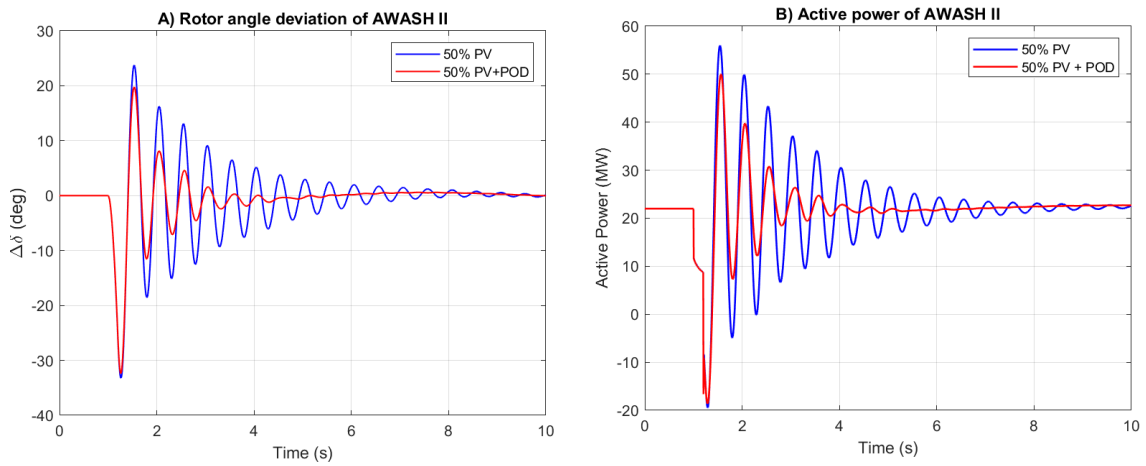 A) Rotor angle deviation of AWASH II
50% PV
50% PV+POD
30
20
10
0
-10
-20
-30
-40
Δδ (deg)
0 2 4 6 8 10
Time (s)
B) Active power of AWASH II
50% PV
50% PV + POD
60
50
40
30
20
10
0
-10
-20
Active Power (MW)
0 2 4 6 8 10
Time (s)